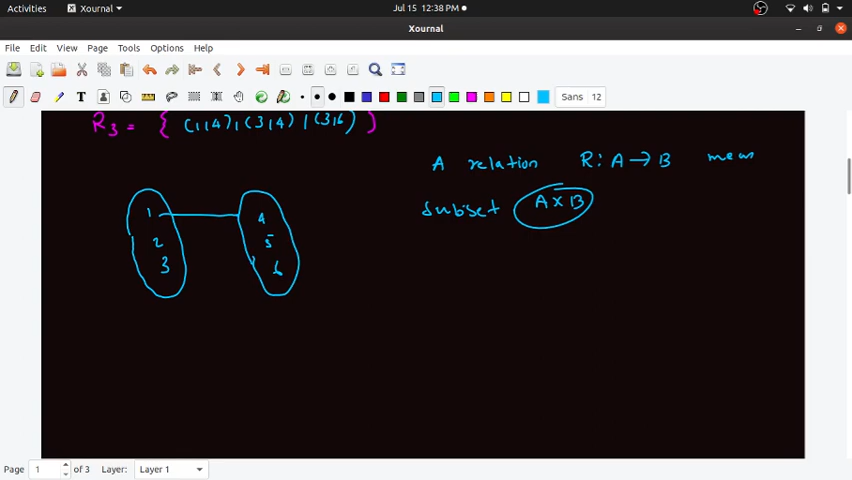 Activities
Xournal
Jul 15 12:38 PM
Xournal
File Edit View Page Tools Options Help
Sans 12
R3 = { (1,4), (3,4), (3,6) }
A relation R: A → B mean
subset A × B
1
2
3
4
5
6
Page 1 of 3 Layer: Layer 1